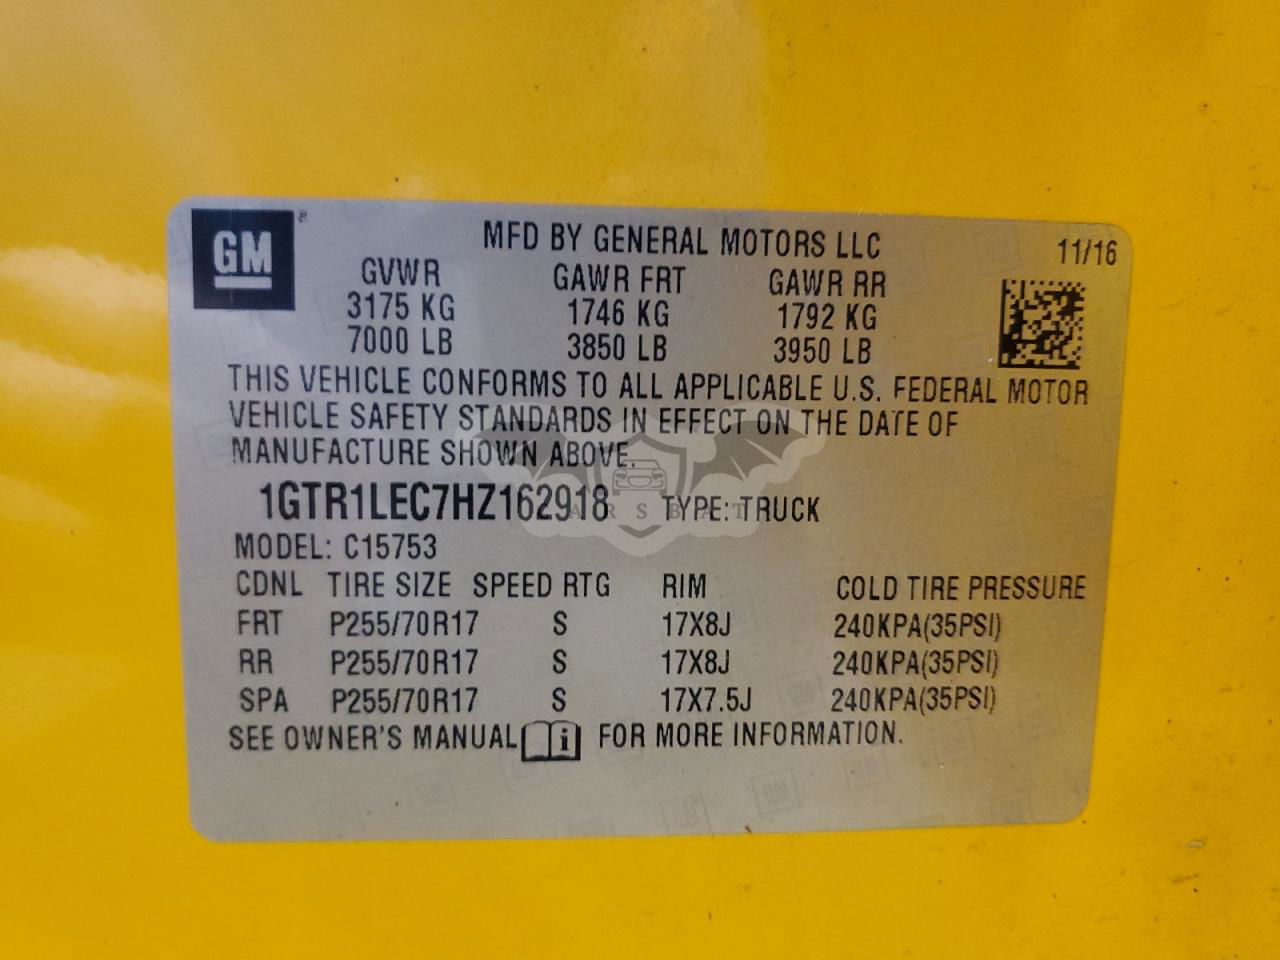 GM
MFD BY GENERAL MOTORS LLC 11/16
GVWR GAWR FRT GAWR RR
3175 KG 1746 KG 1792 KG
7000 LB 3850 LB 3950 LB
THIS VEHICLE CONFORMS TO ALL APPLICABLE U.S. FEDERAL MOTOR
VEHICLE SAFETY STANDARDS IN EFFECT ON THE DATE OF
MANUFACTURE SHOWN ABOVE.
1GTR1LEC7HZ162918 TYPE: TRUCK
MODEL: C15753
CDNL TIRE SIZE SPEED RTG RIM COLD TIRE PRESSURE
FRT P255/70R17 S 17X8J 240KPA(35PSI)
RR P255/70R17 S 17X8J 240KPA(35PSI)
SPA P255/70R17 S 17X7.5J 240KPA(35PSI)
SEE OWNER'S MANUAL i FOR MORE INFORMATION.